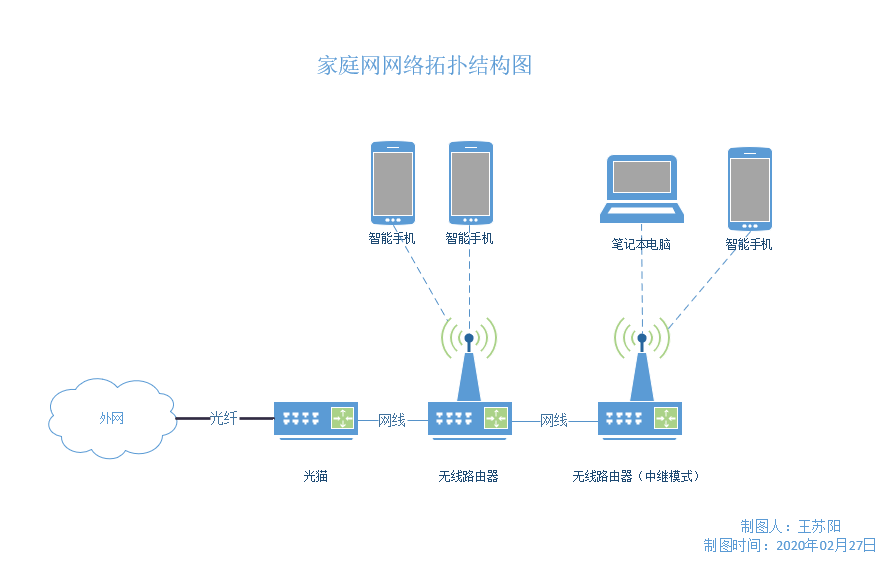 家庭网网络拓扑结构图
智能手机
智能手机
笔记本电脑
智能手机
外网
光纤
网线
网线
光猫
无线路由器
无线路由器（中继模式）
制图人：王苏阳
制图时间：2020年02月27日